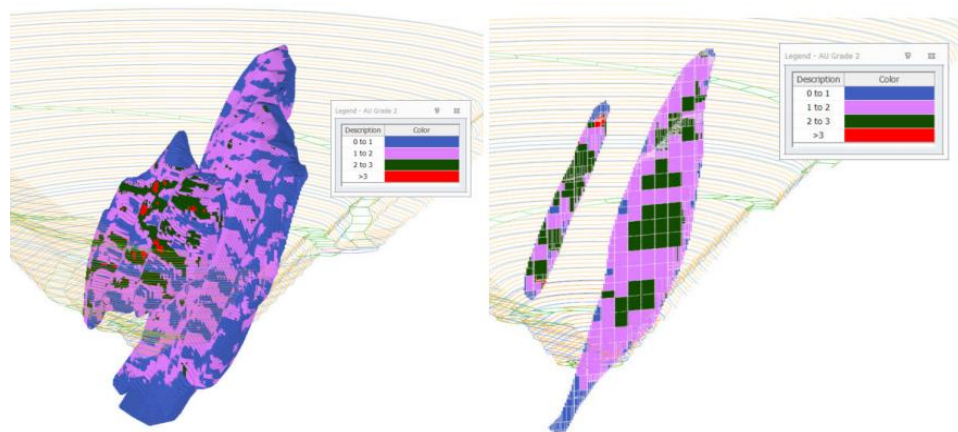 Legend - AU Grade 2
Description Color
0 to 1
1 to 2
2 to 3
>3
Legend - AU Grade 2
Description Color
0 to 1
1 to 2
2 to 3
>3